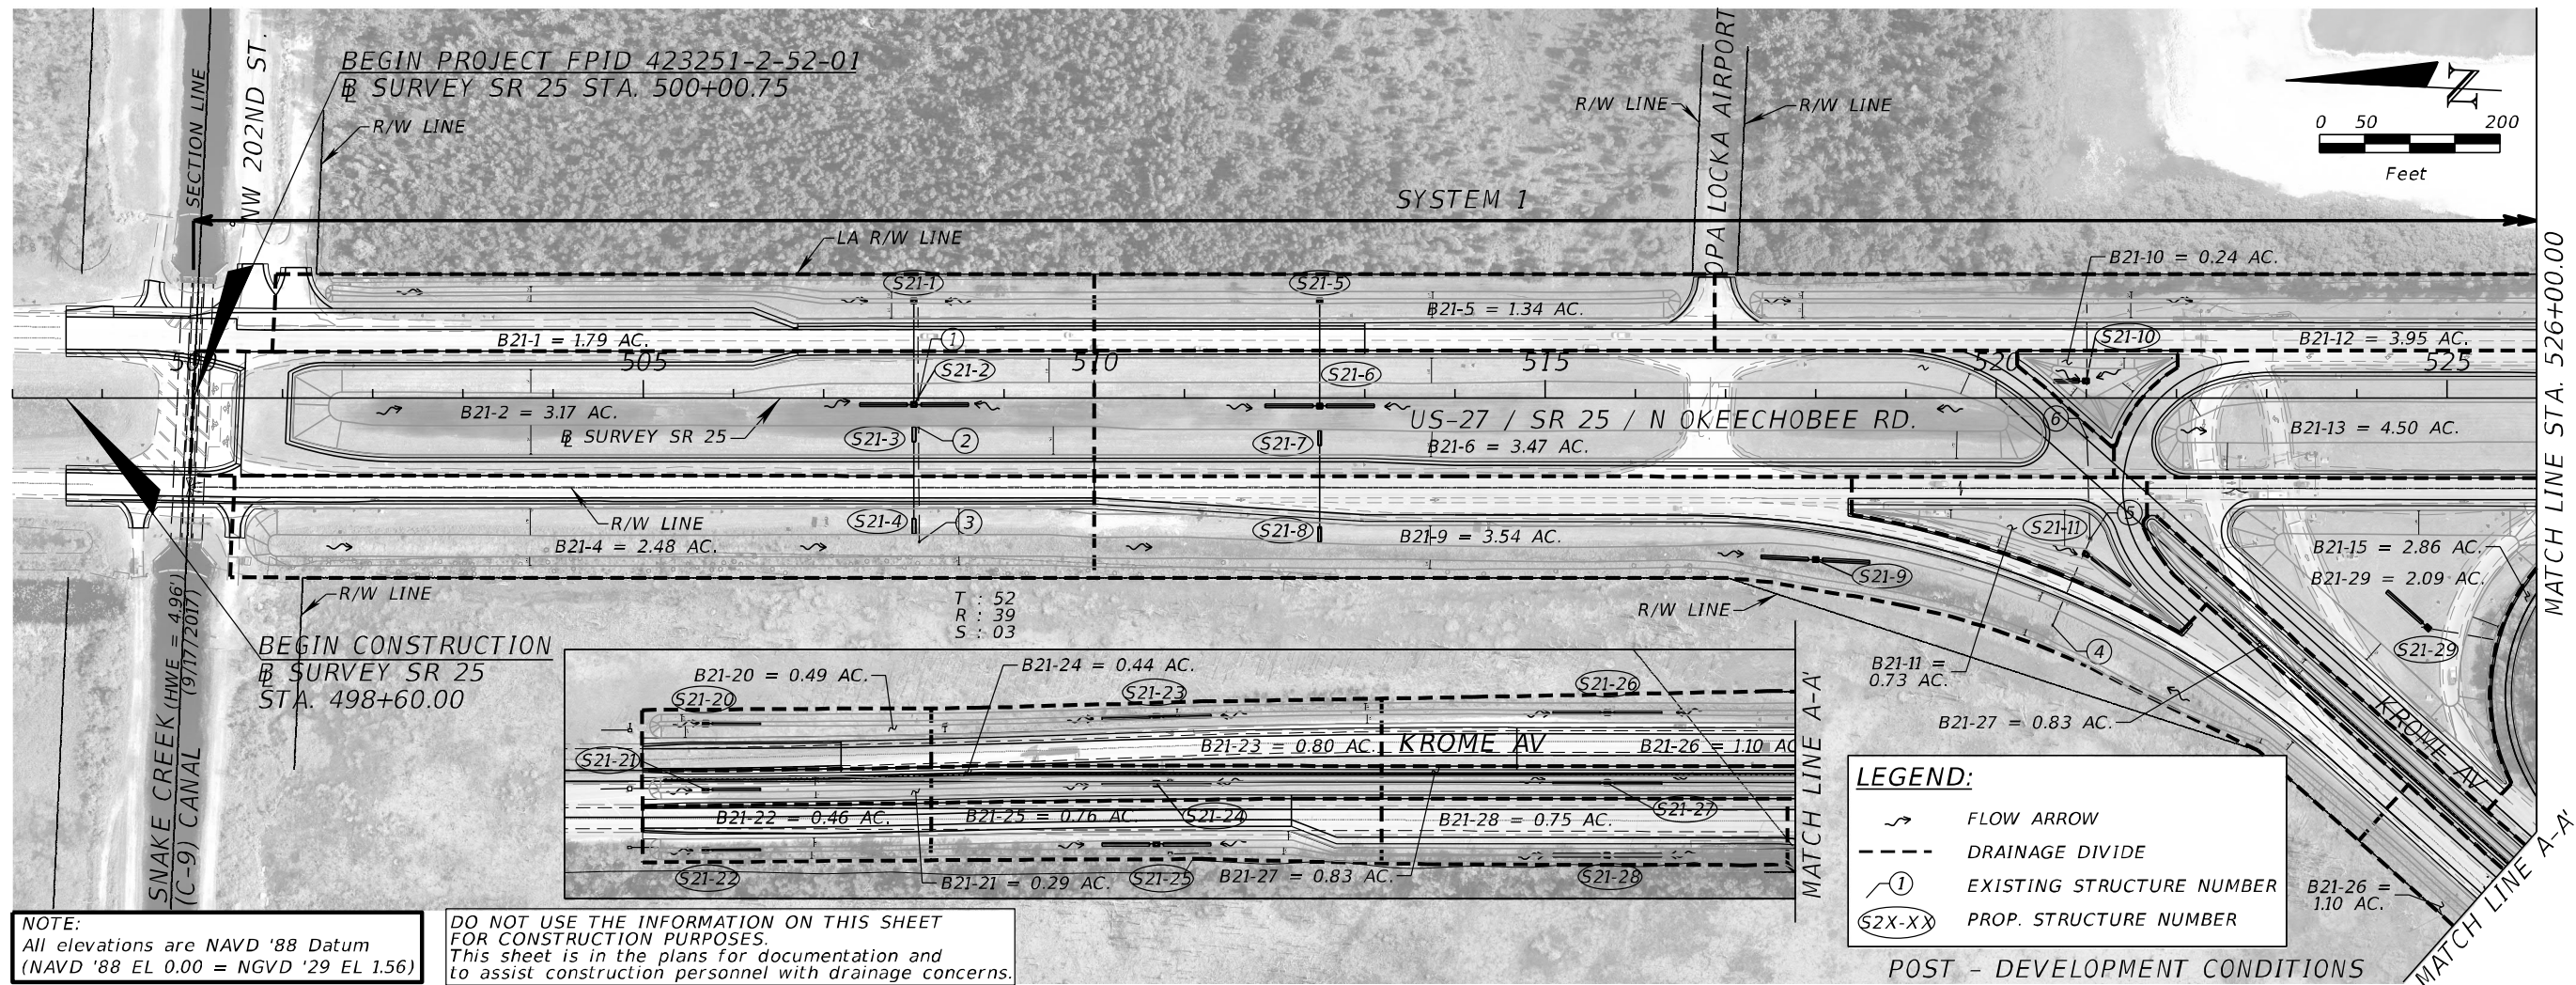 SECTION LINE
NW 202ND ST.
BEGIN PROJECT FPID 423251-2-52-01
B SURVEY SR 25 STA. 500+00.75
R/W LINE
LA R/W LINE
SYSTEM 1
R/W LINE
R/W LINE
OPA LOCKA AIRPORT
N
0 50 200
Feet
MATCH LINE STA. 526+00.00
S21-1
S21-5
B21-5 = 1.34 AC.
B21-10 = 0.24 AC.
B21-1 = 1.79 AC.
1
S21-10
B21-12 = 3.95 AC.
505
510
515
520
525
S21-2
S21-6
B21-2 = 3.17 AC.
US-27 / SR 25 / N OKEECHOBEE RD.
6
B SURVEY SR 25
S21-3
2
S21-7
B21-6 = 3.47 AC.
B21-13 = 4.50 AC.
R/W LINE
S21-4
3
S21-8
B21-9 = 3.54 AC.
S21-11
5
B21-4 = 2.48 AC.
B21-15 = 2.86 AC.
S21-9
B21-29 = 2.09 AC.
R/W LINE
T : 52
R : 39
S : 03
R/W LINE
4
S21-29
BEGIN CONSTRUCTION
B SURVEY SR 25
STA. 498+60.00
SNAKE CREEK (HWE = 4.96')
(C-9) CANAL (9/17/2017)
B21-11 =
0.73 AC.
B21-27 = 0.83 AC.
KROME AV
B21-20 = 0.49 AC.
B21-24 = 0.44 AC.
S21-20
S21-23
S21-26
S21-21
B21-23 = 0.80 AC.
KROME AV
B21-26 = 1.10 AC
B21-22 = 0.46 AC.
B21-25 = 0.76 AC.
S21-24
B21-28 = 0.75 AC.
S21-27
S21-22
B21-21 = 0.29 AC.
S21-25
B21-27 = 0.83 AC.
S21-28
MATCH LINE A-A'
LEGEND:
FLOW ARROW
DRAINAGE DIVIDE
1 EXISTING STRUCTURE NUMBER
S2X-XX PROP. STRUCTURE NUMBER
B21-26 =
1.10 AC.
MATCH LINE A-A'
NOTE:
All elevations are NAVD '88 Datum
(NAVD '88 EL 0.00 = NGVD '29 EL 1.56)
DO NOT USE THE INFORMATION ON THIS SHEET
FOR CONSTRUCTION PURPOSES.
This sheet is in the plans for documentation and
to assist construction personnel with drainage concerns.
POST - DEVELOPMENT CONDITIONS